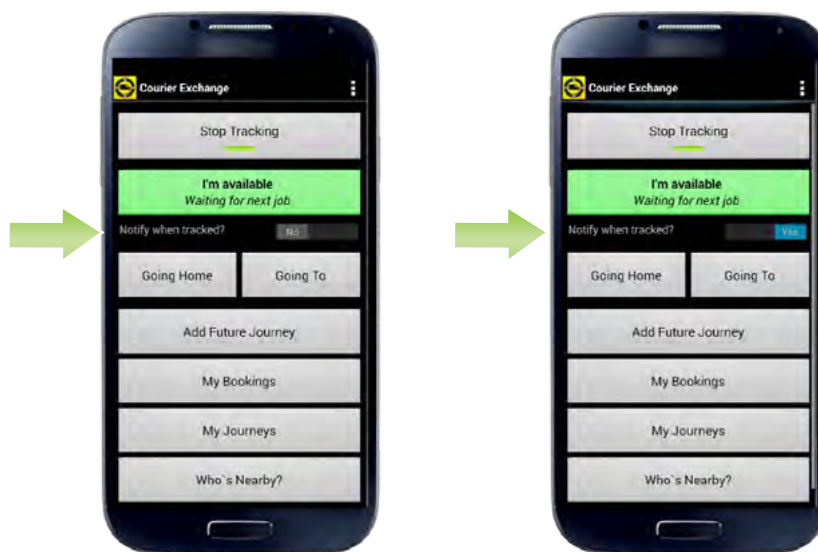 Courier Exchange
Stop Tracking
I'm available
Waiting for next job
Notify when tracked? No
Going Home Going To
Add Future Journey
My Bookings
My Journeys
Who`s Nearby?
Courier Exchange
Stop Tracking
I'm available
Waiting for next job
Notify when tracked? Yes
Going Home Going To
Add Future Journey
My Bookings
My Journeys
Who`s Nearby?